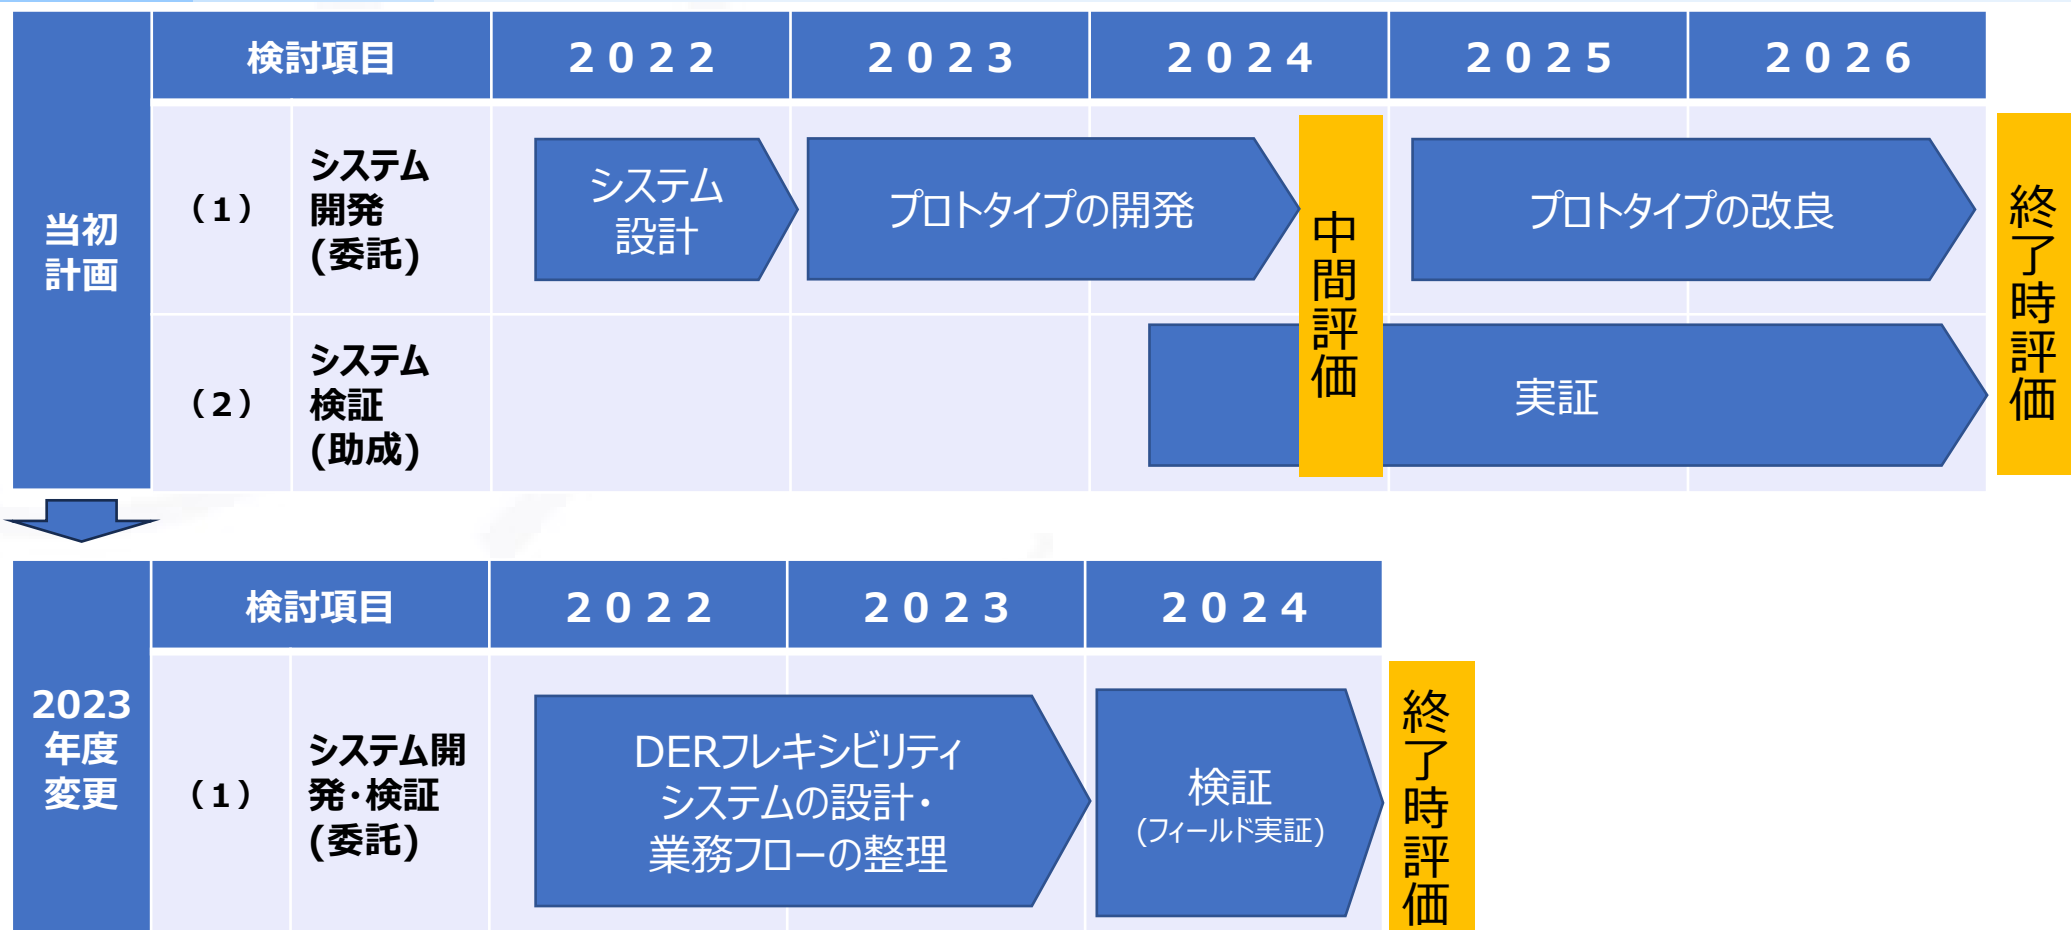 検討項目
２０２２
２０２３
２０２４
２０２５
２０２６
当初
計画
（１）
システム
開発
(委託)
システム
設計
プロトタイプの開発
中間評価
プロトタイプの改良
終了時評価
（２）
システム
検証
(助成)
実証
検討項目
２０２２
２０２３
２０２４
2023
年度
変更
（１）
システム開
発・検証
(委託)
DERフレキシビリティ
システムの設計・
業務フローの整理
検証
(フィールド実証)
終了時評価